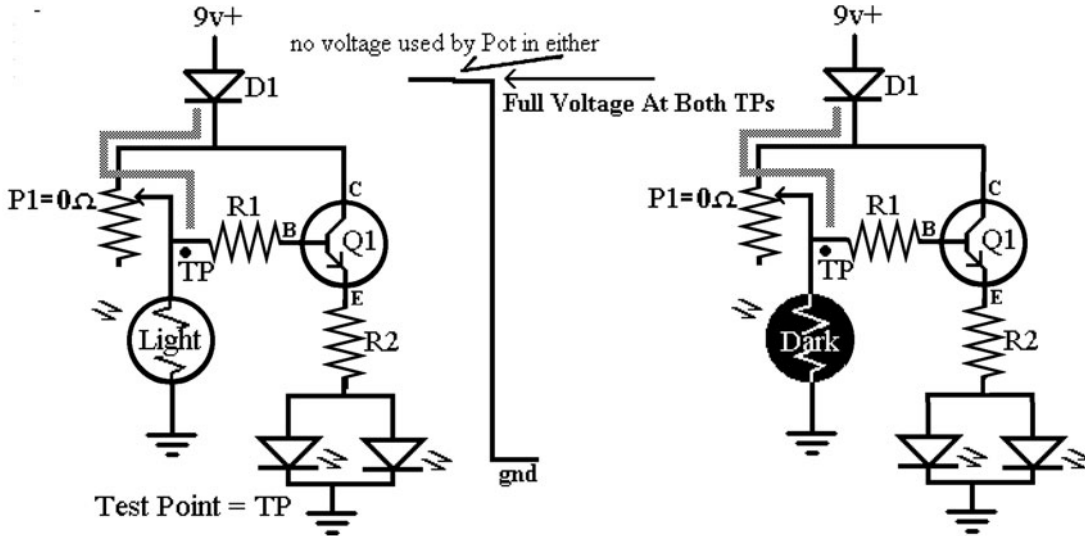 9v+
no voltage used by Pot in either
9v+
D1
Full Voltage At Both TPs
D1
P1=0Ω
C
R1
B
Q1
TP
E
Light
R2
P1=0Ω
C
R1
B
Q1
TP
E
Dark
R2
gnd
Test Point = TP